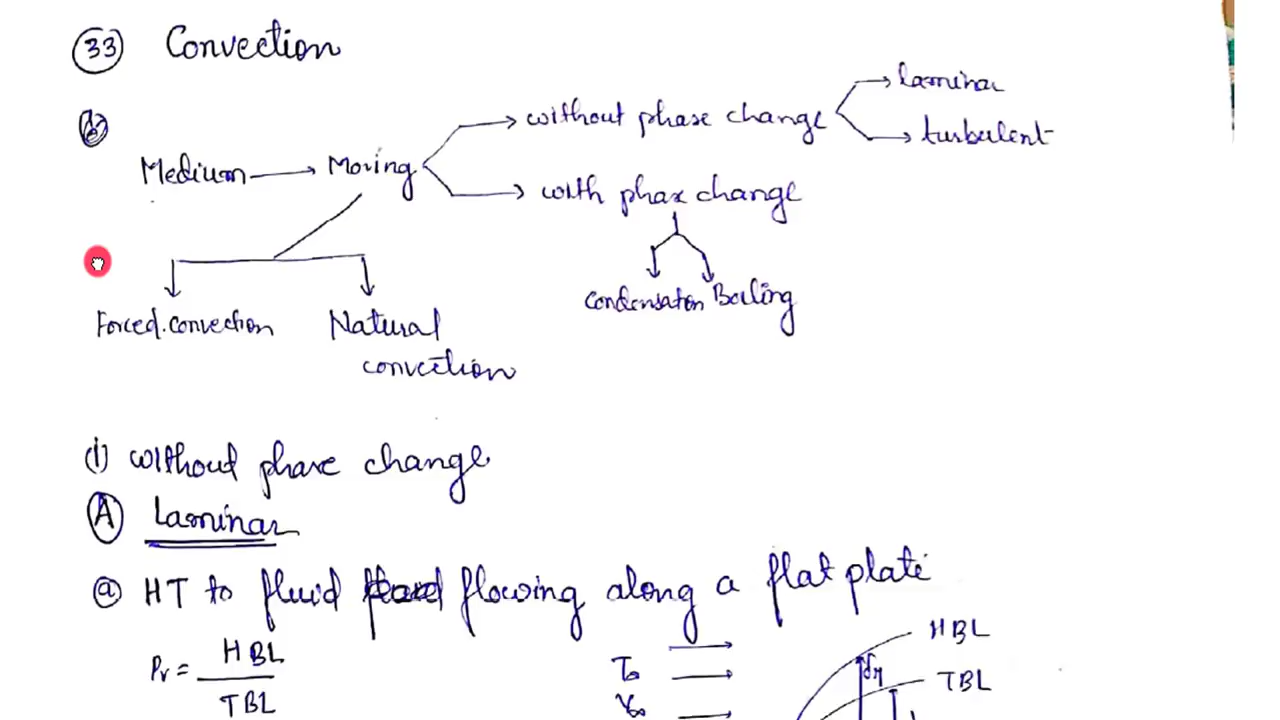 33 Convection
Medium → Moving
without phase change
laminar
turbulent
with phase change
Condensation Boiling
Forced convection
Natural
convection
(1) without phase change
A Laminar
a HT to fluid flowing along a flat plate
Pr = HBL
TBL
HBL
TBL